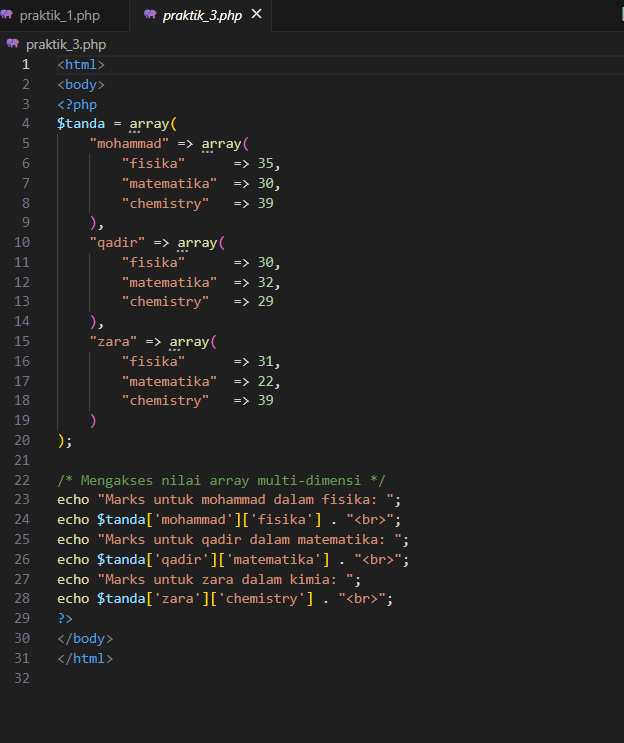 praktik_1.php praktik_3.php ×
praktik_3.php
1 <html>
2 <body>
3 <?php
4 $tanda = array(
5     "mohammad" => array(
6         "fisika"      => 35,
7         "matematika"  => 30,
8         "chemistry"   => 39
9     ),
10     "qadir" => array(
11         "fisika"      => 30,
12         "matematika"  => 32,
13         "chemistry"   => 29
14     ),
15     "zara" => array(
16         "fisika"      => 31,
17         "matematika"  => 22,
18         "chemistry"   => 39
19     )
20 );
21
22 /* Mengakses nilai array multi-dimensi */
23 echo "Marks untuk mohammad dalam fisika: ";
24 echo $tanda['mohammad']['fisika'] . "<br>";
25 echo "Marks untuk qadir dalam matematika: ";
26 echo $tanda['qadir']['matematika'] . "<br>";
27 echo "Marks untuk zara dalam kimia: ";
28 echo $tanda['zara']['chemistry'] . "<br>";
29 ?>
30 </body>
31 </html>
32